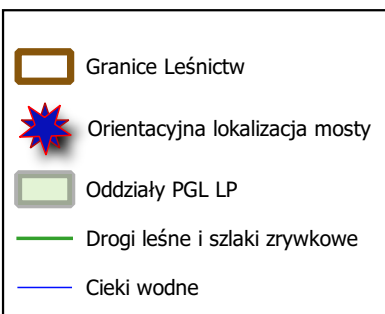 Granice Leśnictw
Orientacyjna lokalizacja mosty
Oddziały PGL LP
Drogi leśne i szlaki zrywkowe
Cieki wodne